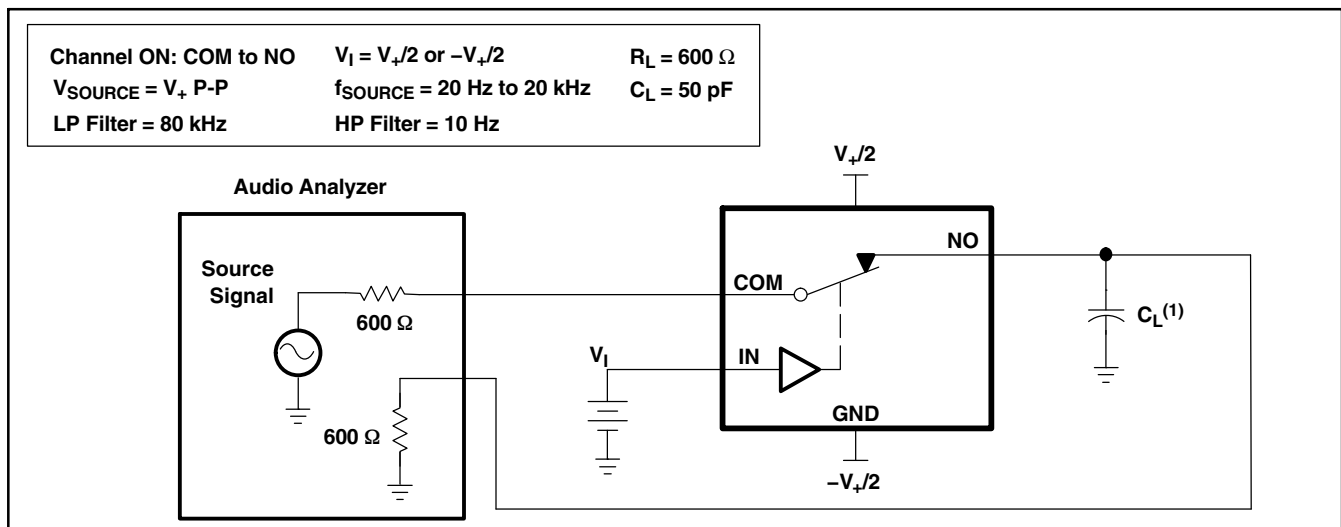 Channel ON: COM to NO V_I = V_+/2 or −V_+/2 R_L = 600 Ω
V_SOURCE = V_+ P-P f_SOURCE = 20 Hz to 20 kHz C_L = 50 pF
LP Filter = 80 kHz HP Filter = 10 Hz
V_+/2
Audio Analyzer
NO
Source
Signal
COM
600 Ω
C_L(1)
V_I
IN
GND
600 Ω
−V_+/2